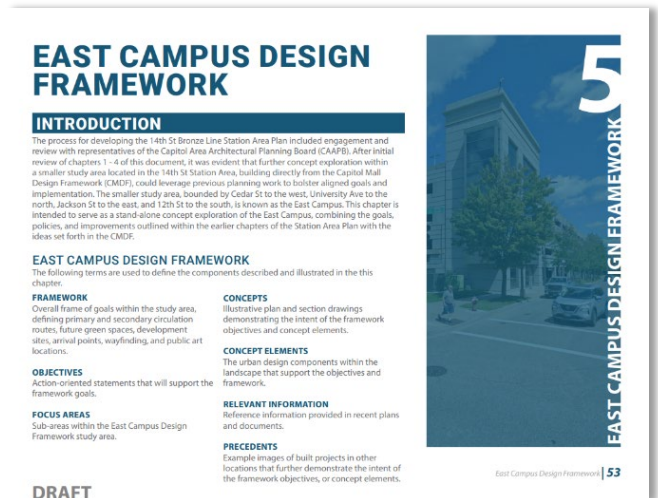 EAST CAMPUS DESIGN
FRAMEWORK
INTRODUCTION
The process for developing the 14th St Bronze Line Station Area Plan included engagement and
review with representatives of the Capitol Area Architectural Planning Board (CAAPB). After initial
review of chapters 1 - 4 of this document, it was evident that further concept exploration within
a smaller study area located in the 14th St Station Area, building directly from the Capitol Mall
Design Framework (CMDF), could leverage previous planning work to bolster aligned goals and
implementation. The smaller study area, bounded by Cedar St to the west, University Ave to the
north, Jackson St to the east, and 12th St to the south, is known as the East Campus. This chapter is
intended to serve as a stand-alone concept exploration of the East Campus, combining the goals,
policies, and improvements outlined within the earlier chapters of the Station Area Plan with the
ideas set forth in the CMDF.
EAST CAMPUS DESIGN FRAMEWORK
The following terms are used to define the components described and illustrated in the this
chapter.
FRAMEWORK
Overall frame of goals within the study area,
defining primary and secondary circulation
routes, future green spaces, development
sites, arrival points, wayfinding, and public art
locations.
OBJECTIVES
Action-oriented statements that will support the
framework goals.
FOCUS AREAS
Sub-areas within the East Campus Design
Framework study area.
CONCEPTS
Illustrative plan and section drawings
demonstrating the intent of the framework
objectives and concept elements.
CONCEPT ELEMENTS
The urban design components within the
landscape that support the objectives and
framework.
RELEVANT INFORMATION
Reference information provided in recent plans
and documents.
PRECEDENTS
Example images of built projects in other
locations that further demonstrate the intent of
the framework objectives, or concept elements.
5
EAST CAMPUS DESIGN FRAMEWORK
East Campus Design Framework | 53
DRAFT